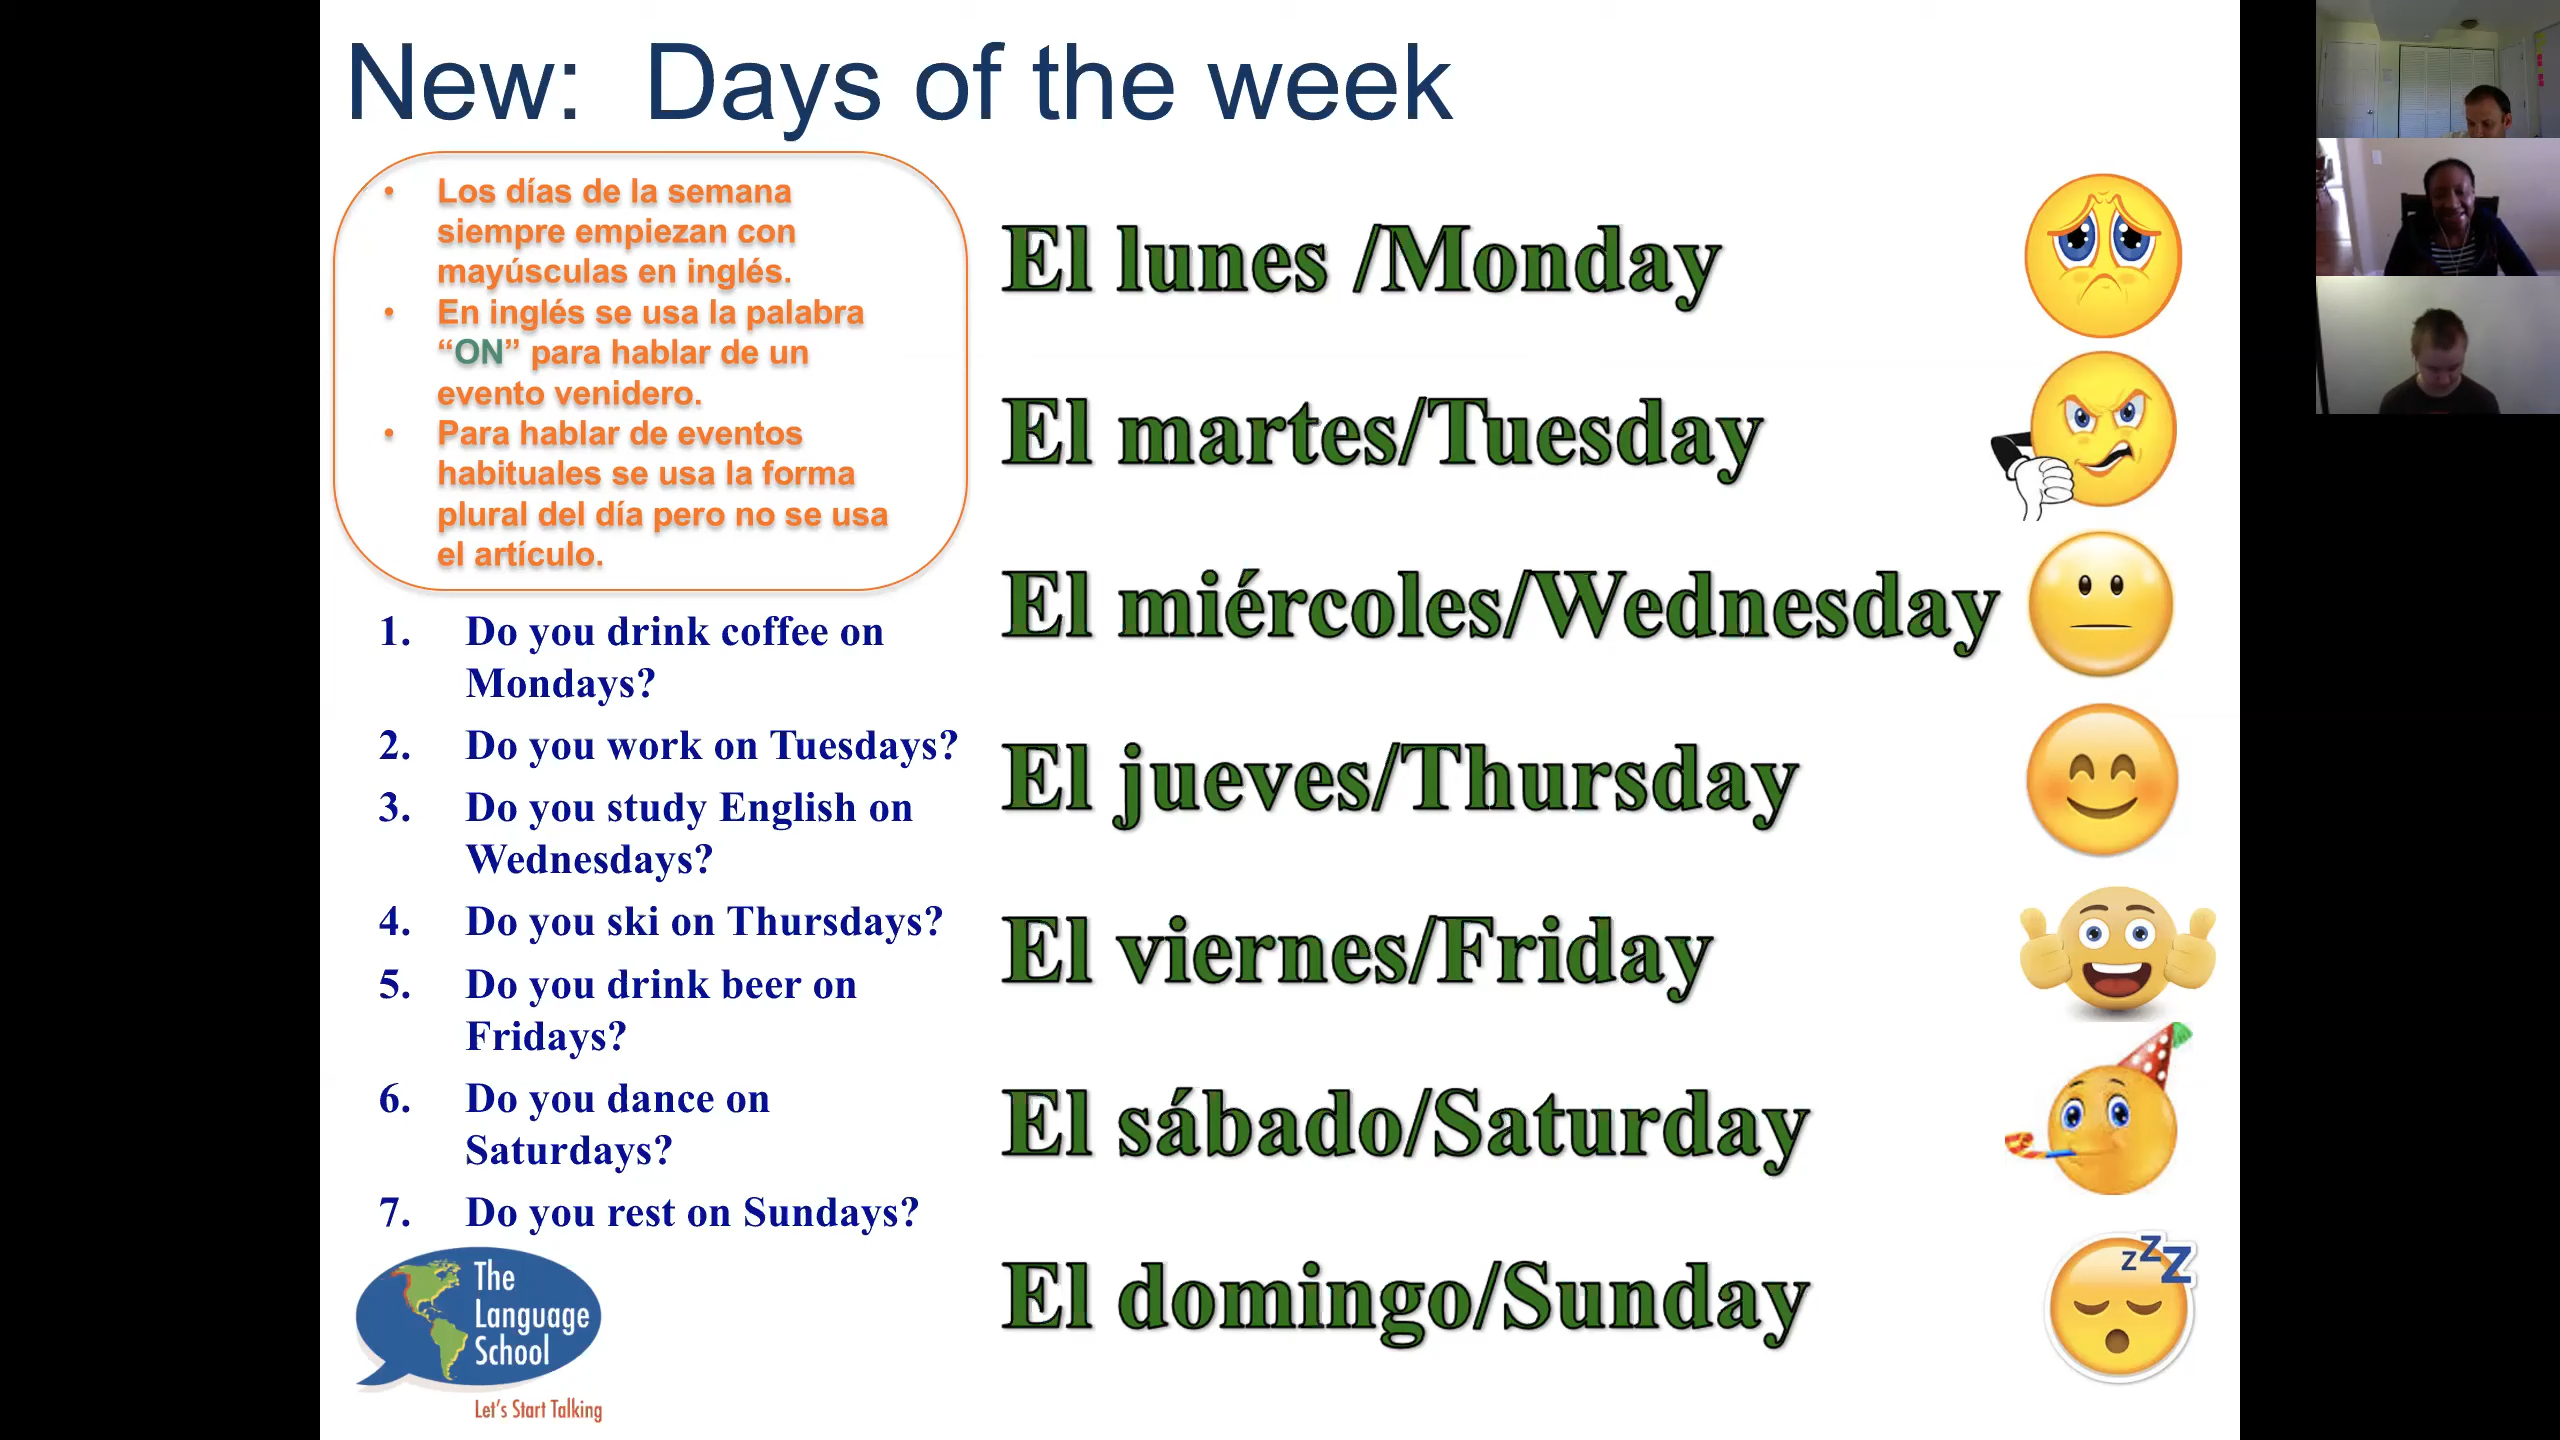 New: Days of the week
• Los días de la semana
siempre empiezan con
mayúsculas en inglés.
• En inglés se usa la palabra
“ON” para hablar de un
evento venidero.
• Para hablar de eventos
habituales se usa la forma
plural del día pero no se usa
el artículo.
1. Do you drink coffee on
Mondays?
2. Do you work on Tuesdays?
3. Do you study English on
Wednesdays?
4. Do you ski on Thursdays?
5. Do you drink beer on
Fridays?
6. Do you dance on
Saturdays?
7. Do you rest on Sundays?
The
Language
School
Let's Start Talking
El lunes /Monday
El martes/Tuesday
El miércoles/Wednesday
El jueves/Thursday
El viernes/Friday
El sábado/Saturday
El domingo/Sunday
zzZ